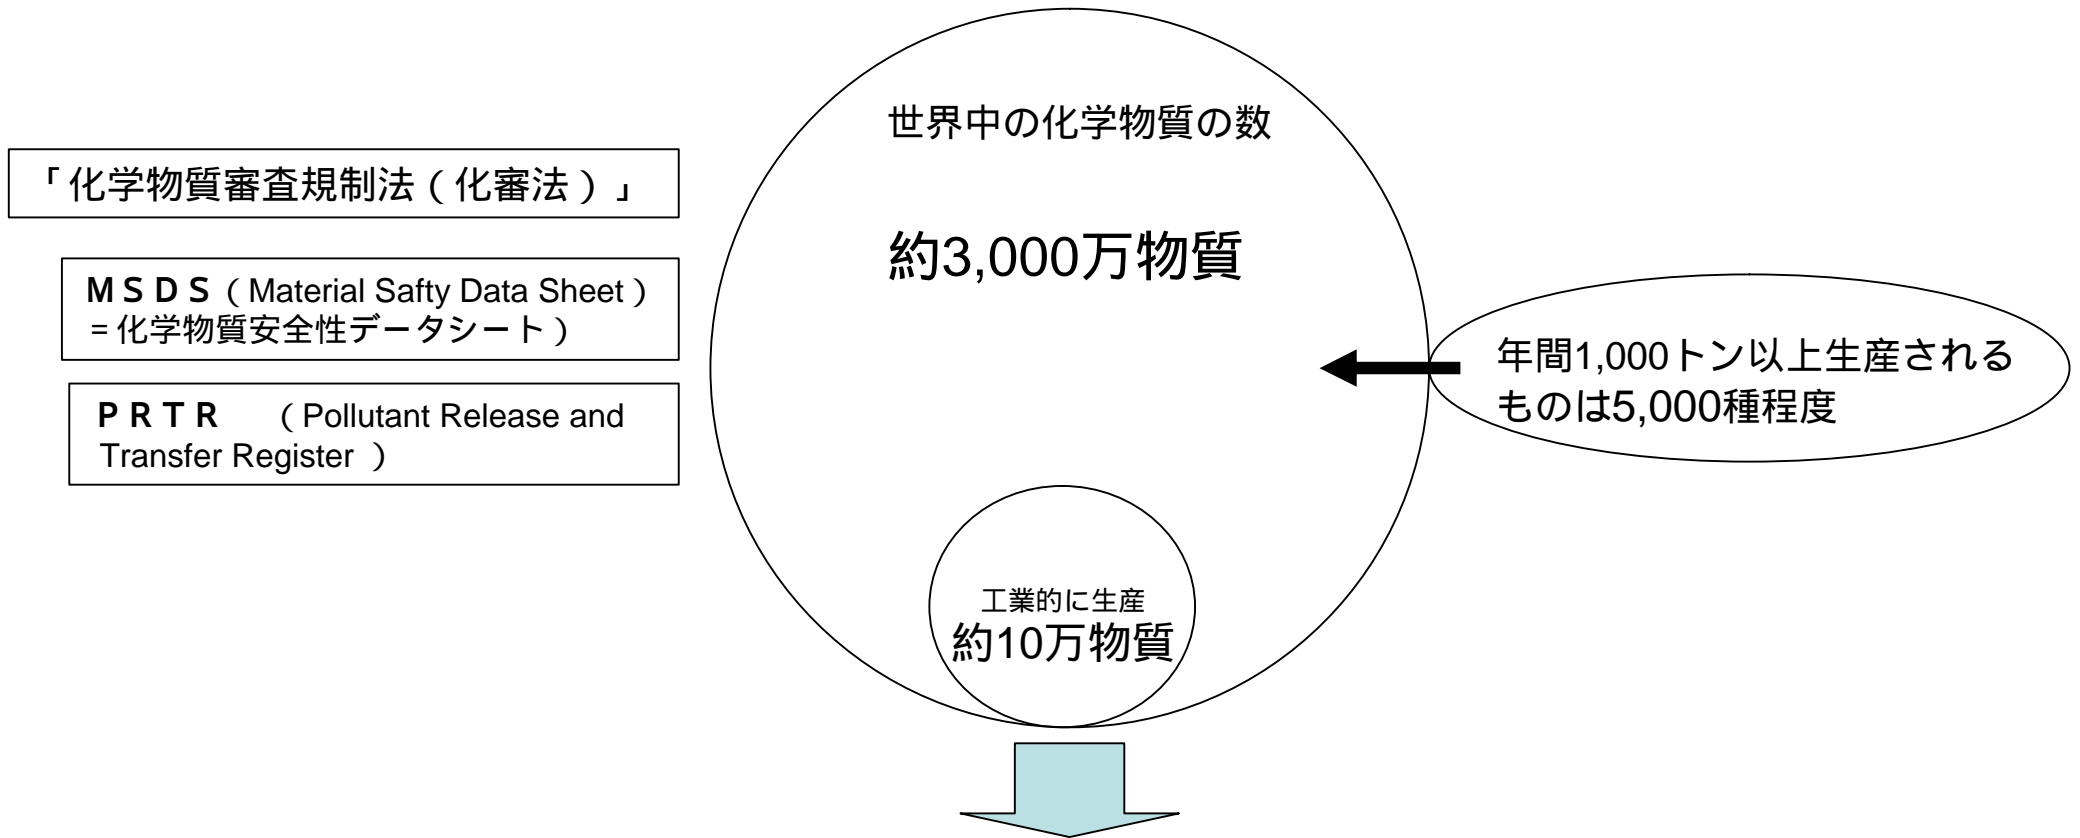 世界中の化学物質の数
約3,000万物質
「化学物質審査規制法(化審法)」
MSDS(Material Safty Data Sheet)
=化学物質安全性データシート)
PRTR (Pollutant Release and
Transfer Register )
年間1,000トン以上生産される
ものは5,000種程度
工業的に生産
約10万物質